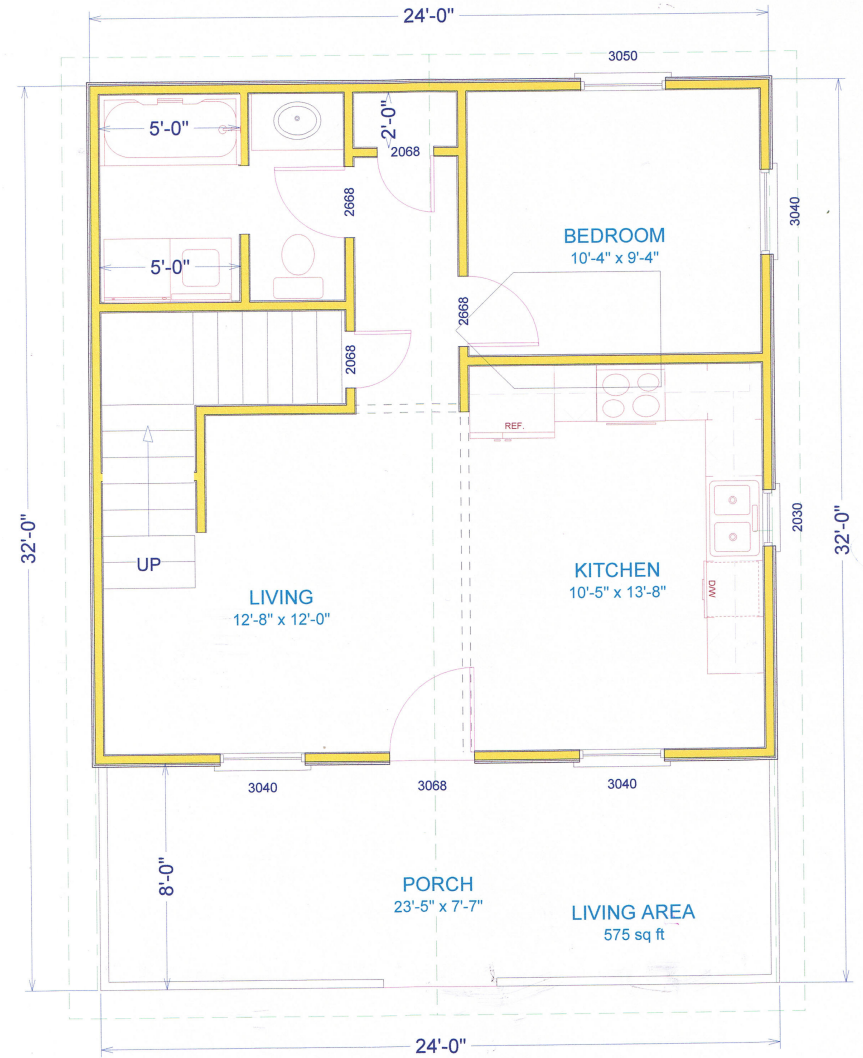 24'-0"
3050
5'-0"
2'-0"
2068
2668
3040
BEDROOM
10'-4" x 9'-4"
5'-0"
2668
2068
REF.
32'-0"
2030
32'-0"
UP
KITCHEN
10'-5" x 13'-8"
DW
LIVING
12'-8" x 12'-0"
3040
3068
3040
8'-0"
PORCH
23'-5" x 7'-7"
LIVING AREA
575 sq ft
24'-0"